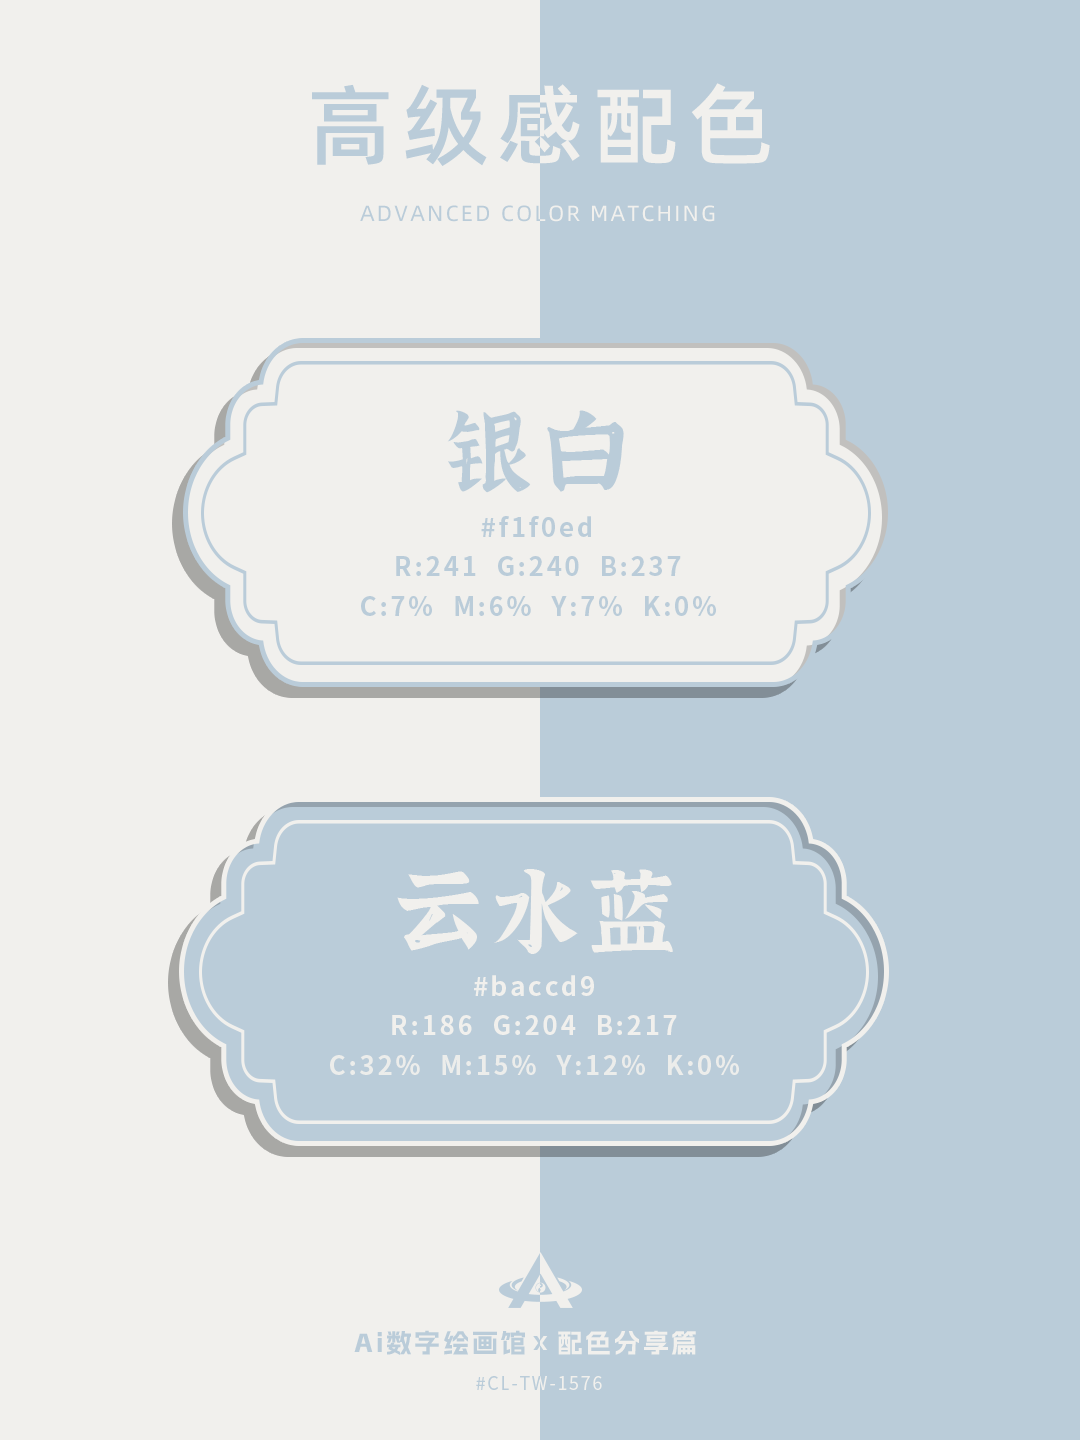 高级感配色
ADVANCED COLOR MATCHING
银白
#f1f0ed
R:241 G:240 B:237
C:7% M:6% Y:7% K:0%
云水蓝
#baccd9
R:186 G:204 B:217
C:32% M:15% Y:12% K:0%
Ai数字绘画馆 x 配色分享篇
#CL-TW-1576